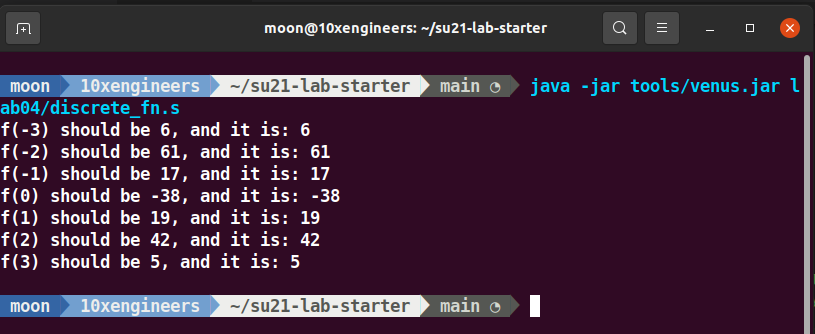 moon@10xengineers: ~/su21-lab-starter
moon 10xengineers ~/su21-lab-starter main java -jar tools/venus.jar l
ab04/discrete_fn.s
f(-3) should be 6, and it is: 6
f(-2) should be 61, and it is: 61
f(-1) should be 17, and it is: 17
f(0) should be -38, and it is: -38
f(1) should be 19, and it is: 19
f(2) should be 42, and it is: 42
f(3) should be 5, and it is: 5
moon 10xengineers ~/su21-lab-starter main